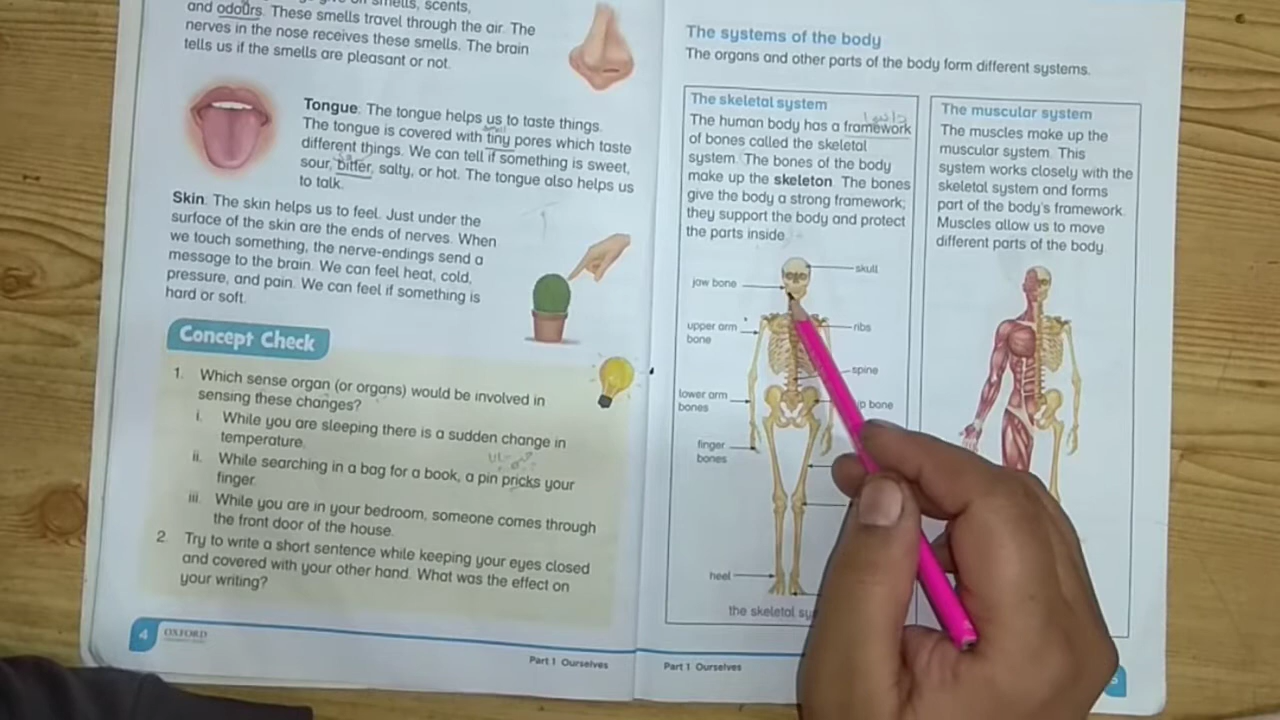 smells, scents,
and odours. These smells travel through the air. The
nerves in the nose receives these smells. The brain
tells us if the smells are pleasant or not.
Tongue: The tongue helps us to taste things.
The tongue is covered with tiny pores which taste
different things. We can tell if something is sweet,
sour, bitter, salty, or hot. The tongue also helps us
to talk.
Skin: The skin helps us to feel. Just under the
surface of the skin are the ends of nerves. When
we touch something, the nerve-endings send a
message to the brain. We can feel heat, cold,
pressure, and pain. We can feel if something is
hard or soft.
Concept Check
1. Which sense organ (or organs) would be involved in
sensing these changes?
i. While you are sleeping there is a sudden change in
temperature.
ii. While searching in a bag for a book, a pin pricks your
finger.
iii. While you are in your bedroom, someone comes through
the front door of the house.
2. Try to write a short sentence while keeping your eyes closed
and covered with your other hand. What was the effect on
your writing?
4
OXFORD
Part 1 Ourselves
The systems of the body
The organs and other parts of the body form different systems.
The skeletal system
The human body has a framework
of bones called the skeletal
system. The bones of the body
make up the skeleton. The bones
give the body a strong framework;
they support the body and protect
the parts inside.
skull
jaw bone
upper arm
bone
ribs
spine
lower arm
bones
bone
finger
bones
heel
the skeletal
The muscular system
The muscles make up the
muscular system. This
system works closely with the
skeletal system and forms
part of the body's framework.
Muscles allow us to move
different parts of the body.
Part 1 Ourselves
5